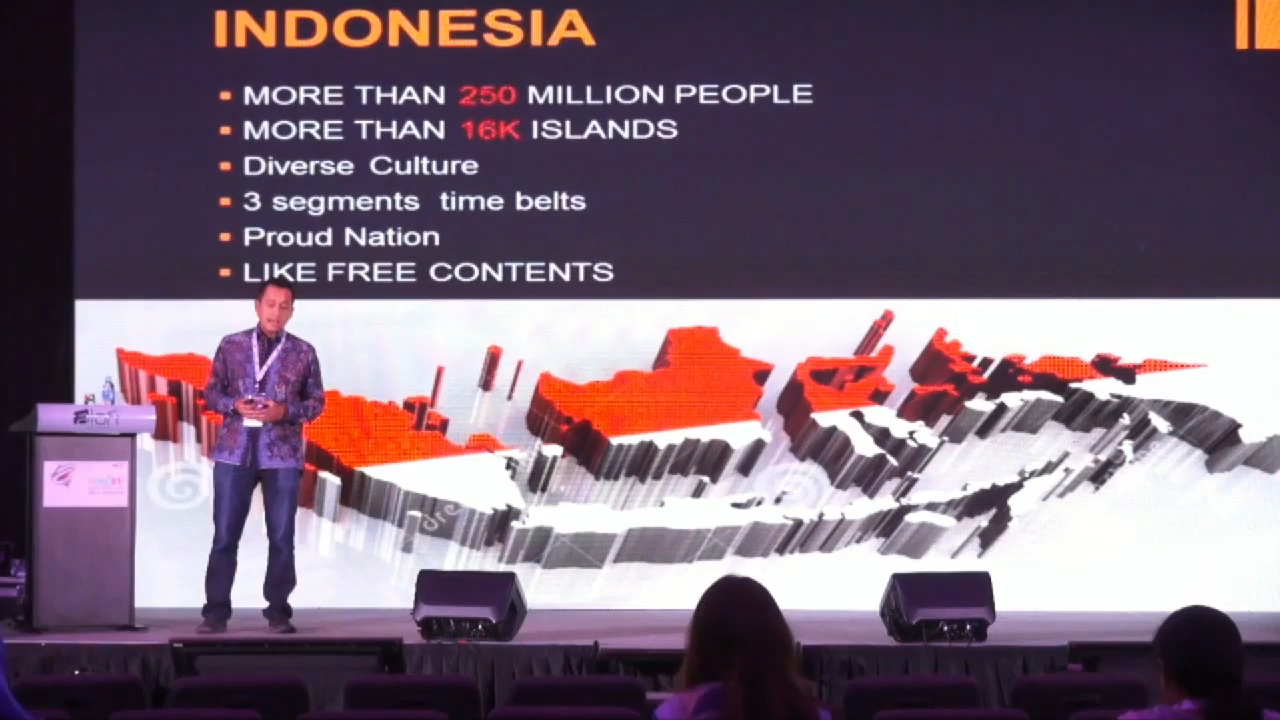 INDONESIA
MORE THAN 250 MILLION PEOPLE
MORE THAN 16K ISLANDS
Diverse Culture
3 segments time belts
Proud Nation
LIKE FREE CONTENTS
dre